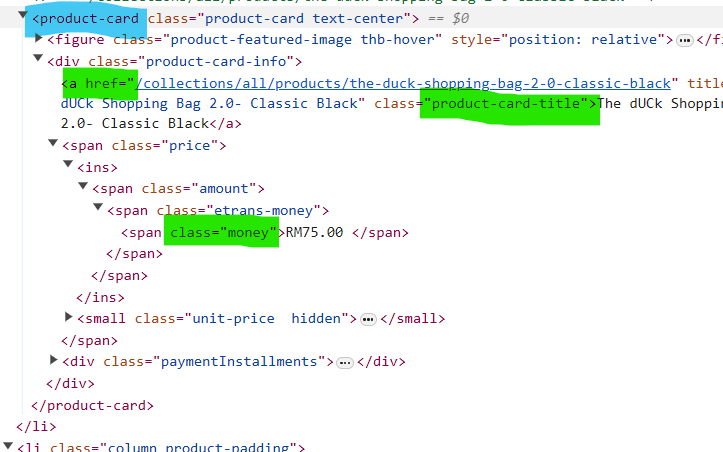 <product-card class="product-card text-center"> == $0
<figure class="product-featured-image thb-hover" style="position: relative">…</fi
<div class="product-card-info">
<a href="/collections/all/products/the-duck-shopping-bag-2-0-classic-black" titl
dUCk Shopping Bag 2.0- Classic Black" class="product-card-title">The dUCk Shopp
2.0- Classic Black</a>
<span class="price">
<ins>
<span class="amount">
<span class="etrans-money">
<span class="money">RM75.00 </span>
</span>
</span>
</ins>
<small class="unit-price  hidden">…</small>
</span>
<div class="paymentInstallments">…</div>
</div>
</product-card>
</li>
<li class="column product-padding">